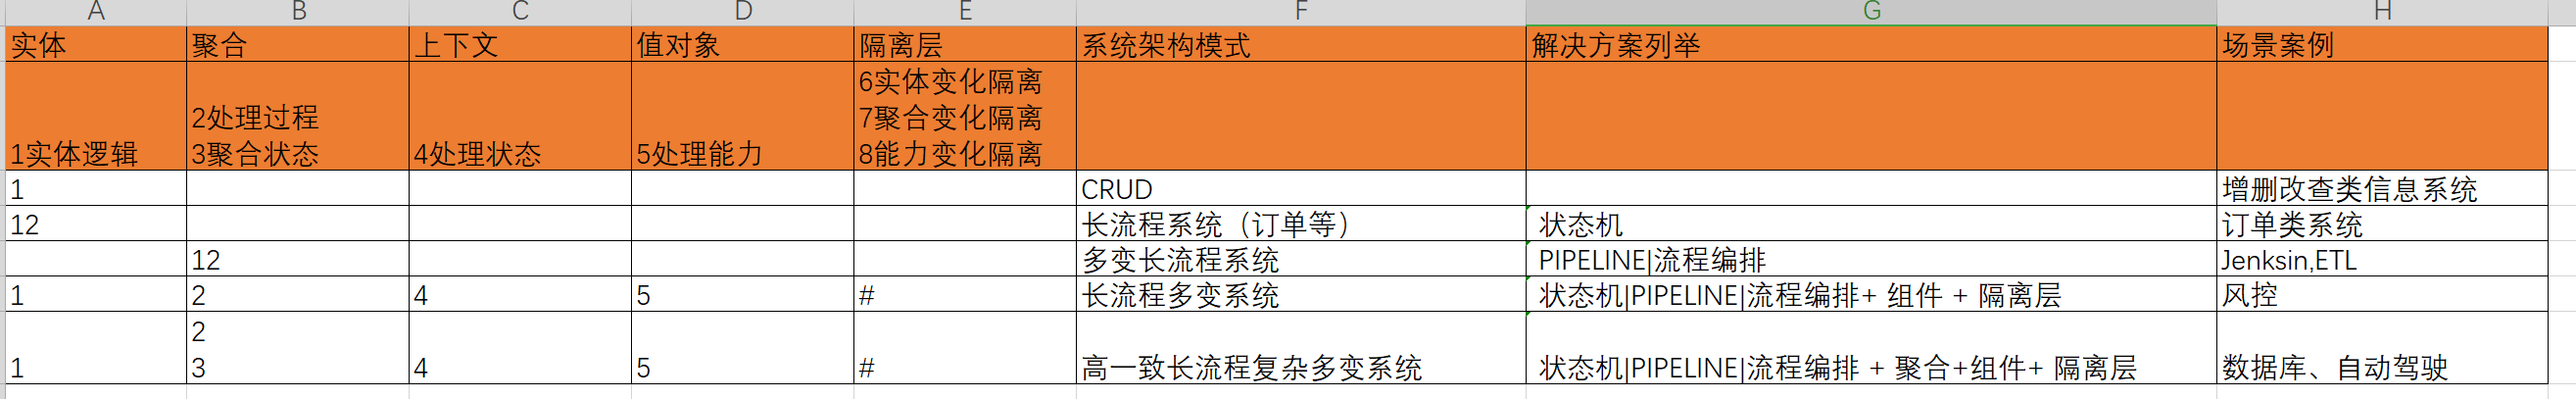 A B C D E F G H
实体 聚合 上下文 值对象 隔离层 系统架构模式 解决方案列举 场景案例
6实体变化隔离
2处理过程 7聚合变化隔离
1实体逻辑 3聚合状态 4处理状态 5处理能力 8能力变化隔离
1 CRUD 增删改查类信息系统
12 长流程系统（订单等） 状态机 订单类系统
12 多变长流程系统 PIPELINE|流程编排 Jenksin,ETL
1 2 4 5 # 长流程多变系统 状态机|PIPELINE|流程编排+ 组件 + 隔离层 风控
2
1 3 4 5 # 高一致长流程复杂多变系统 状态机|PIPELINE|流程编排 + 聚合+组件+ 隔离层 数据库、自动驾驶